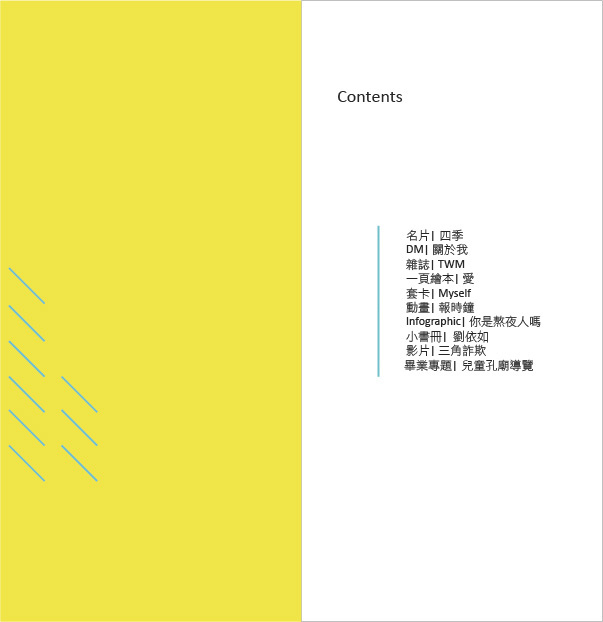 Contents
名片| 四季
DM| 關於我
雜誌| TWM
一頁繪本| 愛
套卡| Myself
動畫| 報時鐘
Infographic| 你是熬夜人嗎
小書冊| 劉依如
影片| 三角詐欺
畢業專題| 兒童孔廟導覽